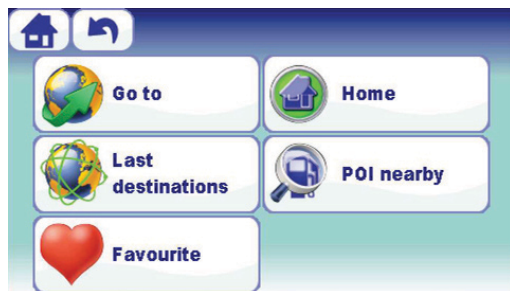 Go to
Home
Last
destinations
POI nearby
Favourite